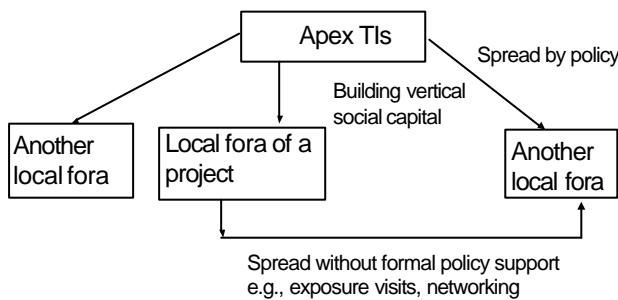 Apex TIs
Spread by policy
Building vertical
social capital
Another
local fora
Local fora of a
project
Another
local fora
Spread without formal policy support
e.g., exposure visits, networking